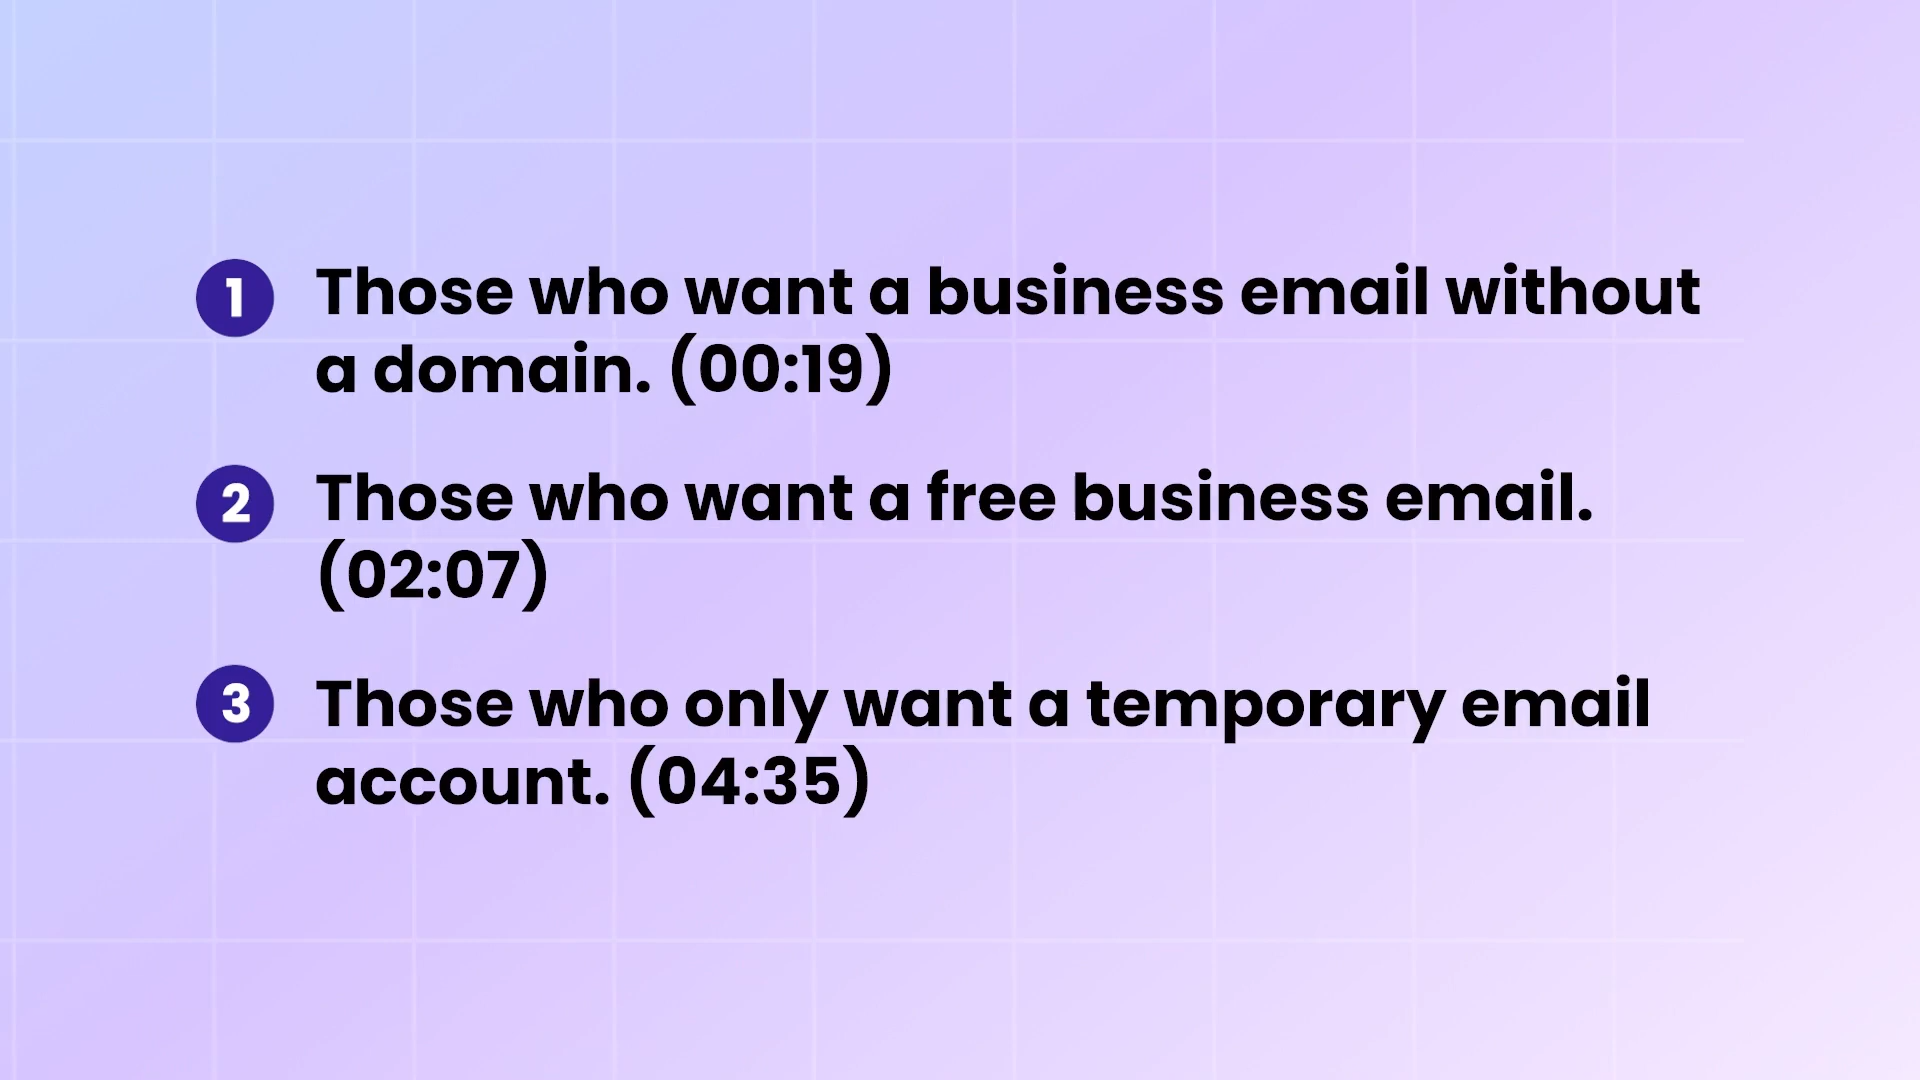 1 Those who want a business email without
a domain. (00:19)
2 Those who want a free business email.
(02:07)
3 Those who only want a temporary email
account. (04:35)